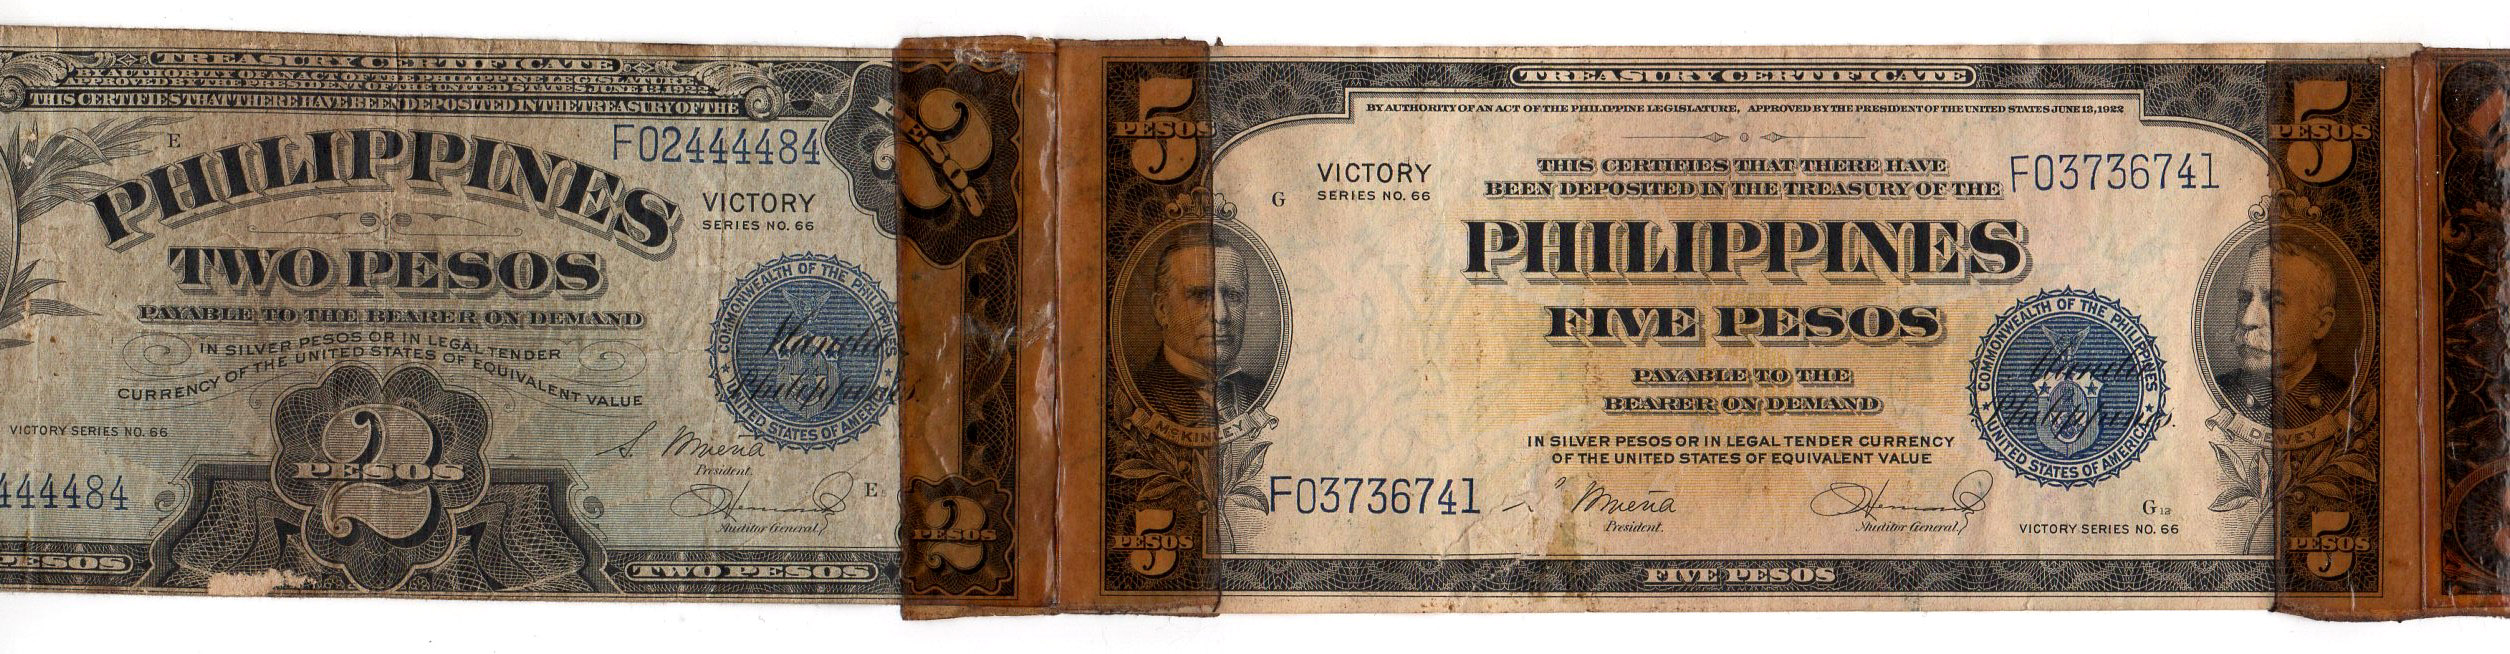 TREASURY CERTIFICATE
BY AUTHORITY OF AN ACT OF THE PHILIPPINE LEGISLATURE
APPROVED BY THE PRESIDENT OF THE UNITED STATES JUNE 13, 1922
THIS CERTIFIES THAT THERE HAVE BEEN DEPOSITED IN THE TREASURY OF THE
E
F02444484
PHILIPPINES
VICTORY
SERIES NO. 66
TWO PESOS
PAYABLE TO THE BEARER ON DEMAND
IN SILVER PESOS OR IN LEGAL TENDER
CURRENCY OF THE UNITED STATES OF EQUIVALENT VALUE
COMMONWEALTH OF THE PHILIPPINES
UNITED STATES OF AMERICA
VICTORY SERIES NO. 66
S. Osmeña
President.
444484
E
Auditor General.
2
PESOS
2
PESOS
2
PESOS
PESOS
TWO PESOS
TREASURY CERTIFICATE
BY AUTHORITY OF AN ACT OF THE PHILIPPINE LEGISLATURE, APPROVED BY THE PRESIDENT OF THE UNITED STATES JUNE 13, 1922
5
PESOS
5
PESOS
VICTORY
SERIES NO. 66
G
THIS CERTIFIES THAT THERE HAVE
BEEN DEPOSITED IN THE TREASURY OF THE
F03736741
PHILIPPINES
FIVE PESOS
PAYABLE TO THE
BEARER ON DEMAND
IN SILVER PESOS OR IN LEGAL TENDER CURRENCY
OF THE UNITED STATES OF EQUIVALENT VALUE
COMMONWEALTH OF THE PHILIPPINES
UNITED STATES OF AMERICA
McKINLEY
DEWEY
F03736741
S. Osmeña
President.
Auditor General.
G 12
VICTORY SERIES NO. 66
5
PESOS
5
PESOS
FIVE PESOS